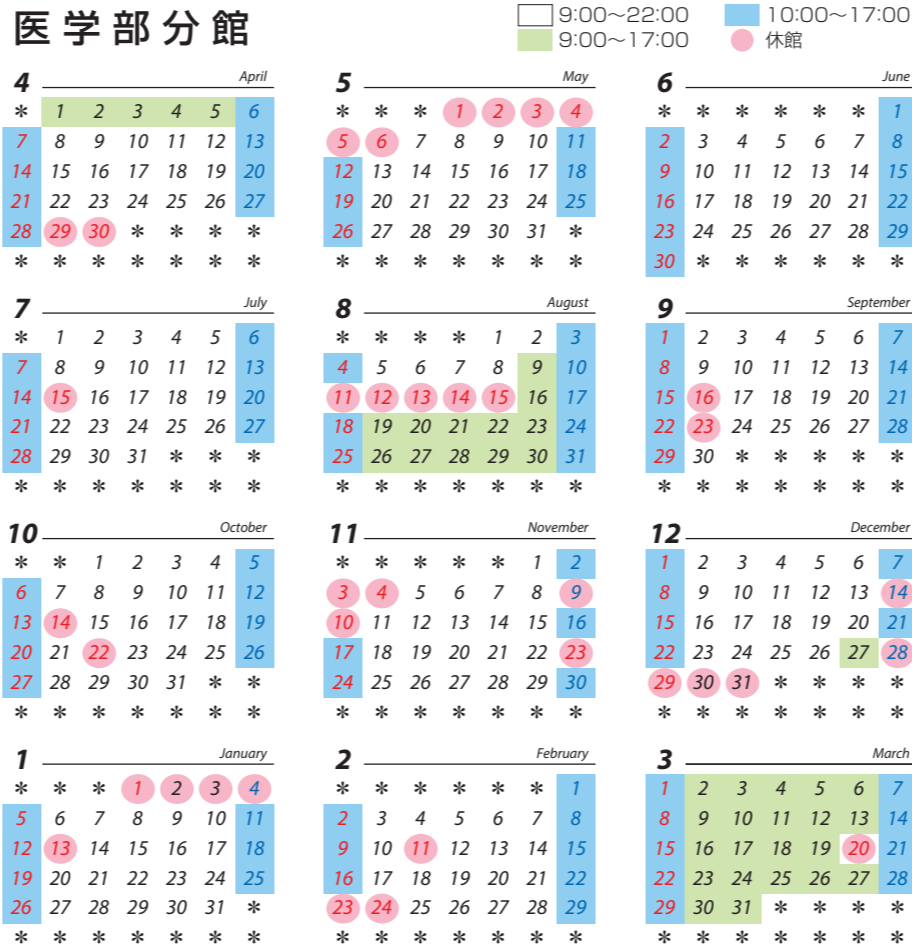 医学部分館
9:00〜22:00 10:00〜17:00
9:00〜17:00 休館
4 April
* 1 2 3 4 5 6
7 8 9 10 11 12 13
14 15 16 17 18 19 20
21 22 23 24 25 26 27
28 29 30 * * * *
* * * * * * *
5 May
* * * 1 2 3 4
5 6 7 8 9 10 11
12 13 14 15 16 17 18
19 20 21 22 23 24 25
26 27 28 29 30 31 *
* * * * * * *
6 June
* * * * * * 1
2 3 4 5 6 7 8
9 10 11 12 13 14 15
16 17 18 19 20 21 22
23 24 25 26 27 28 29
30 * * * * * *
7 July
* 1 2 3 4 5 6
7 8 9 10 11 12 13
14 15 16 17 18 19 20
21 22 23 24 25 26 27
28 29 30 31 * * *
* * * * * * *
8 August
* * * * 1 2 3
4 5 6 7 8 9 10
11 12 13 14 15 16 17
18 19 20 21 22 23 24
25 26 27 28 29 30 31
* * * * * * *
9 September
1 2 3 4 5 6 7
8 9 10 11 12 13 14
15 16 17 18 19 20 21
22 23 24 25 26 27 28
29 30 * * * * *
* * * * * * *
10 October
* * 1 2 3 4 5
6 7 8 9 10 11 12
13 14 15 16 17 18 19
20 21 22 23 24 25 26
27 28 29 30 31 * *
* * * * * * *
11 November
* * * * * 1 2
3 4 5 6 7 8 9
10 11 12 13 14 15 16
17 18 19 20 21 22 23
24 25 26 27 28 29 30
* * * * * * *
12 December
1 2 3 4 5 6 7
8 9 10 11 12 13 14
15 16 17 18 19 20 21
22 23 24 25 26 27 28
29 30 31 * * * *
* * * * * * *
1 January
* * * 1 2 3 4
5 6 7 8 9 10 11
12 13 14 15 16 17 18
19 20 21 22 23 24 25
26 27 28 29 30 31 *
* * * * * * *
2 February
* * * * * * 1
2 3 4 5 6 7 8
9 10 11 12 13 14 15
16 17 18 19 20 21 22
23 24 25 26 27 28 29
* * * * * * *
3 March
1 2 3 4 5 6 7
8 9 10 11 12 13 14
15 16 17 18 19 20 21
22 23 24 25 26 27 28
29 30 31 * * * *
* * * * * * *